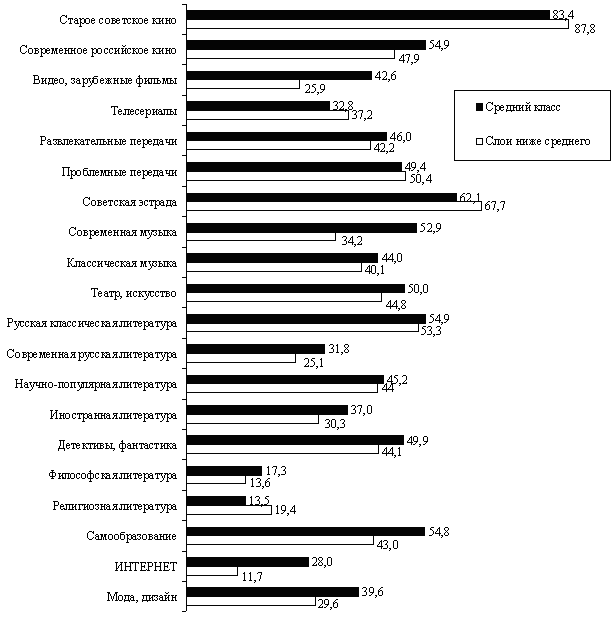 Старое советское кино 83,4
87,8
Современное российское кино 54,9
47,9
Видео, зарубежные фильмы 42,6
25,9
Телесериалы 32,8
37,2
Развлекательные передачи 46,0
42,2
Проблемные передачи 49,4
50,4
Советская эстрада 62,1
67,7
Современная музыка 52,9
34,2
Классическая музыка 44,0
40,1
Театр, искусство 50,0
44,8
Русская классическая литература 54,9
53,3
Современная русская литература 31,8
25,1
Научно-популярная литература 45,2
44
Иностранная литература 37,0
30,3
Детективы, фантастика 49,9
44,1
Философская литература 17,3
13,6
Религиозная литература 13,5
19,4
Самообразование 54,8
43,0
ИНТЕРНЕТ 28,0
11,7
Мода, дизайн 39,6
29,6
Средний класс
Слои ниже среднего